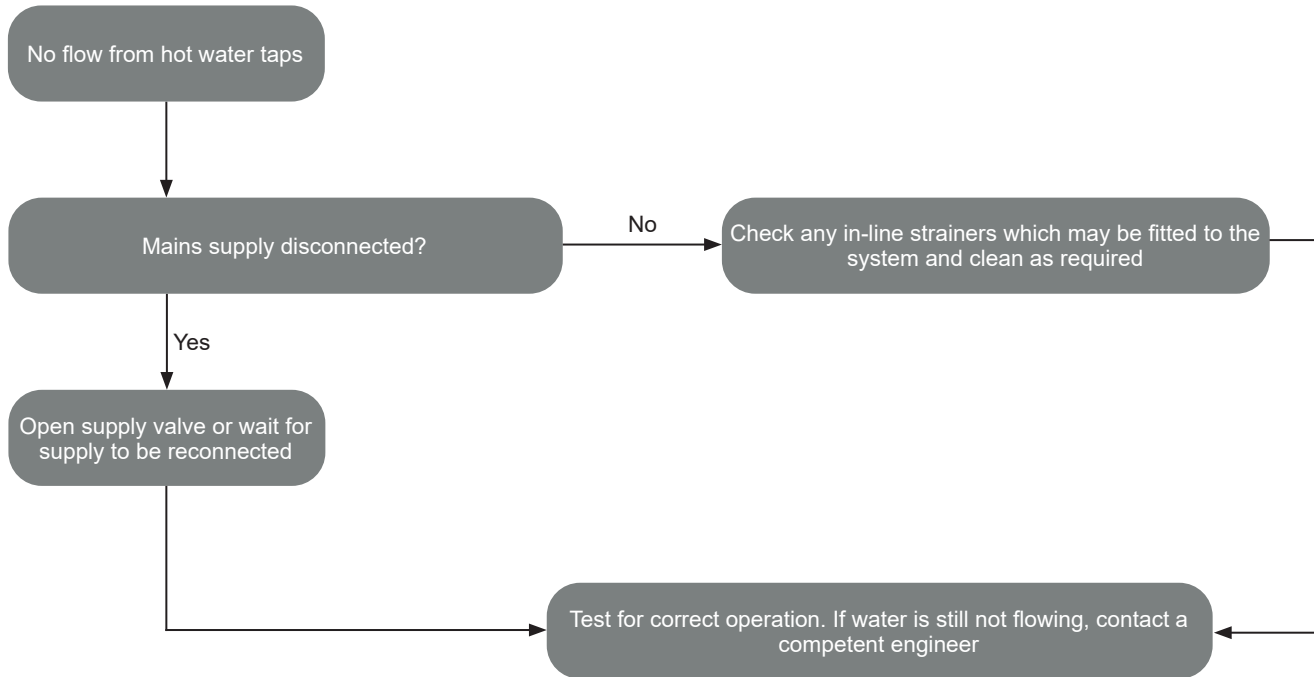 No flow from hot water taps
Mains supply disconnected?
No
Check any in-line strainers which may be fitted to the
system and clean as required
Yes
Open supply valve or wait for
supply to be reconnected
Test for correct operation. If water is still not flowing, contact a
competent engineer